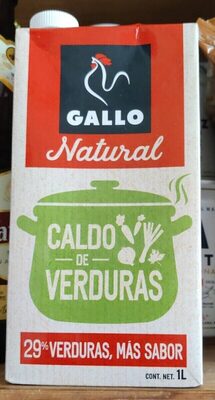 GALLO
Natural
CALDO
DE
VERDURAS
29% VERDURAS, MÁS SABOR
CONT. NET. 1L